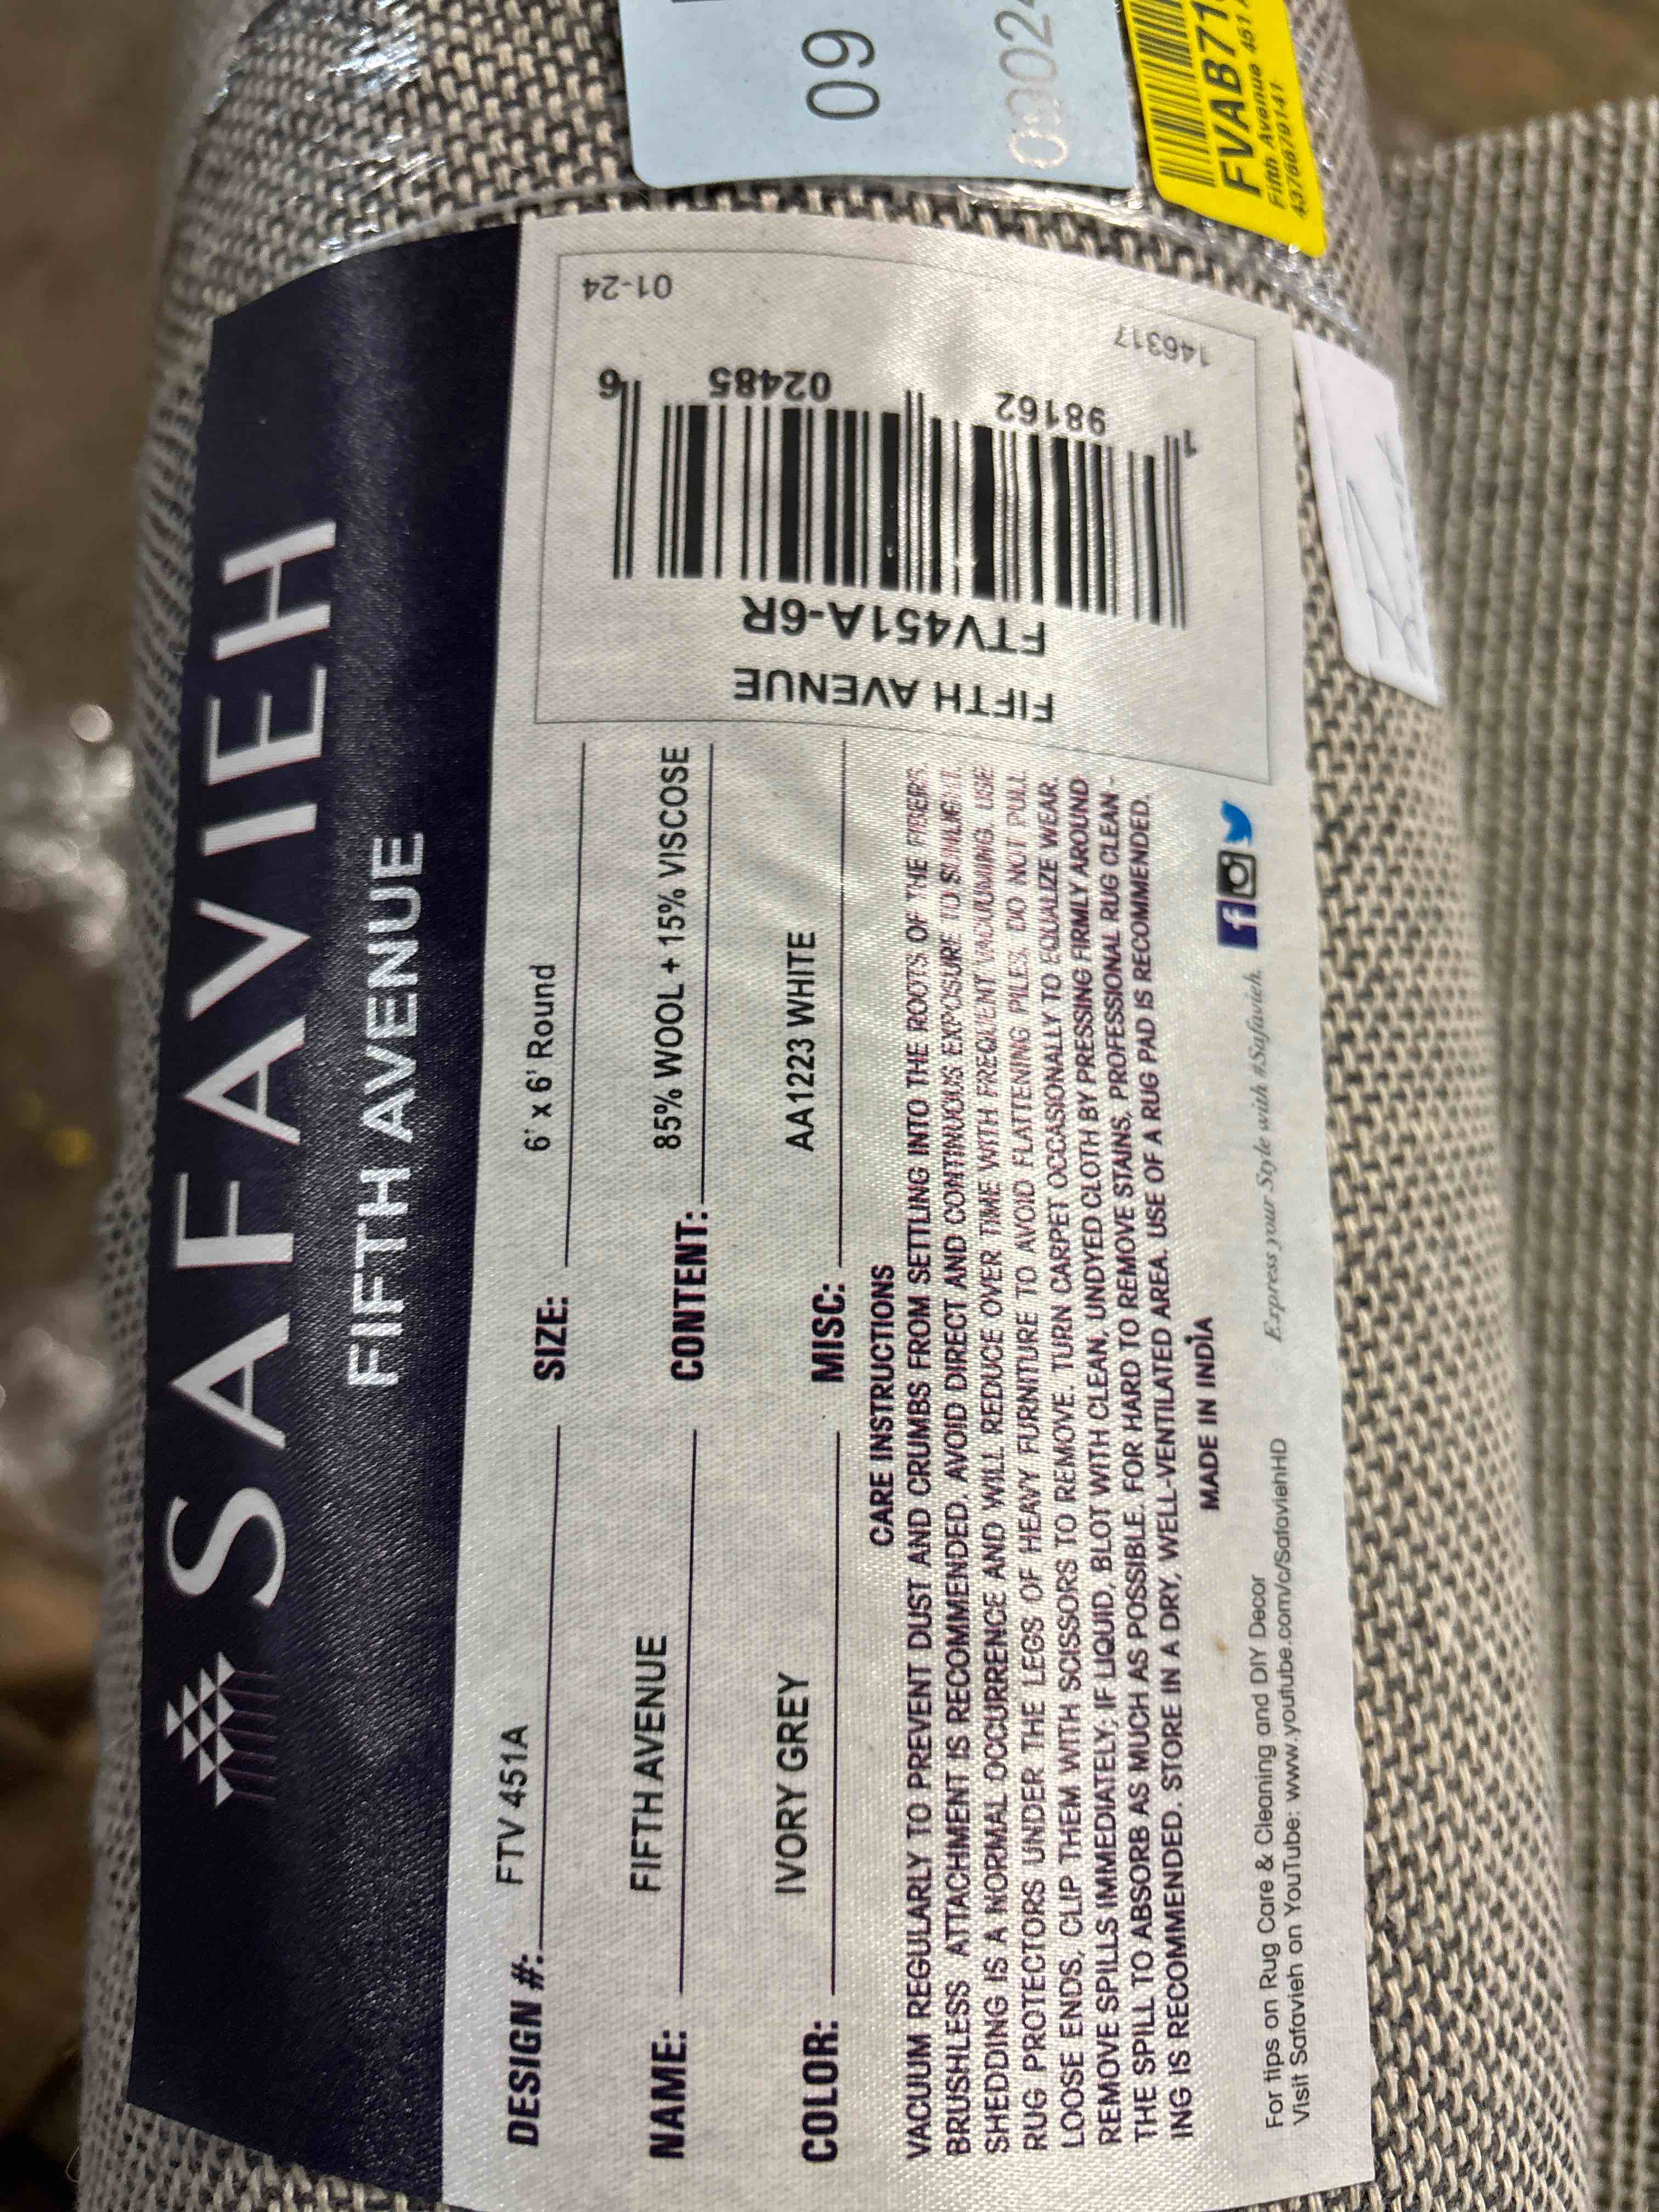 SAFAVIEH
FIFTH AVENUE
DESIGN #: FTV 451A
SIZE: 6' x 6' Round
NAME: FIFTH AVENUE
CONTENT: 85% WOOL + 15% VISCOSE
COLOR: IVORY GREY
MISC: AA1223 WHITE
CARE INSTRUCTIONS
VACUUM REGULARLY TO PREVENT DUST AND CRUMBS FROM SETTLING INTO THE ROOTS OF THE FIBERS.
BRUSHLESS ATTACHMENT IS RECOMMENDED. AVOID DIRECT AND CONTINUOUS EXPOSURE TO SUNLIGHT.
SHEDDING IS A NORMAL OCCURRENCE AND WILL REDUCE OVER TIME WITH FREQUENT VACUUMING. USE
RUG PROTECTORS UNDER THE LEGS OF HEAVY FURNITURE TO AVOID FLATTENING PILES. DO NOT PULL
LOOSE ENDS, CLIP THEM WITH SCISSORS TO REMOVE. TURN CARPET OCCASIONALLY TO EQUALIZE WEAR.
REMOVE SPILLS IMMEDIATELY, IF LIQUID, BLOT WITH CLEAN, UNDYED CLOTH BY PRESSING FIRMLY AROUND
THE SPILL TO ABSORB AS MUCH AS POSSIBLE. FOR HARD TO REMOVE STAINS, PROFESSIONAL RUG CLEAN-
ING IS RECOMMENDED. STORE IN A DRY, WELL-VENTILATED AREA. USE OF A RUG PAD IS RECOMMENDED.
MADE IN INDIA
For tips on Rug Care & Cleaning and DIY Decor
Visit Safavieh on YouTube: www.youtube.com/c/SafaviehHD
Express your Style with #Safavieh
FIFTH AVENUE
FTV451A-6R
1 98162 02485 6
146317
01-24
09
FVAB71
Fifth Avenue 451